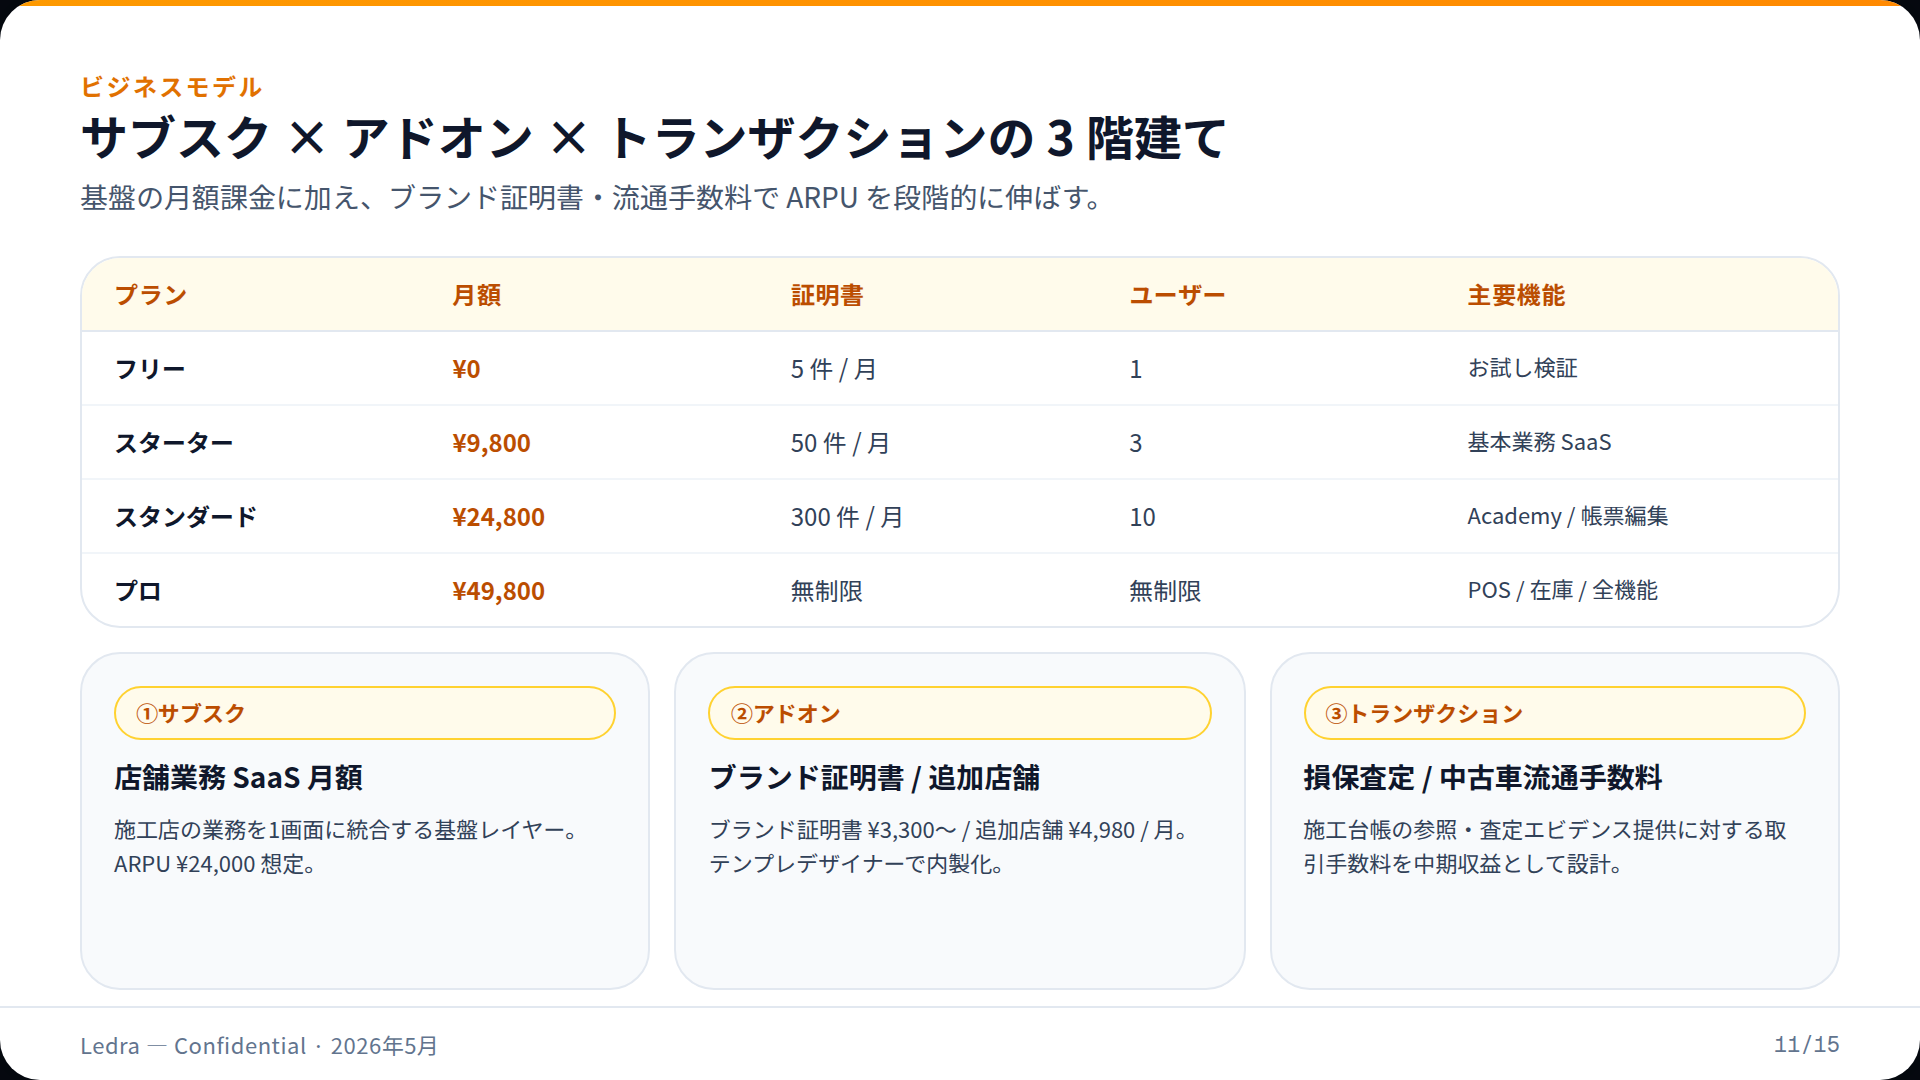 ビジネスモデル
サブスク × アドオン × トランザクションの 3 階建て
基盤の月額課金に加え、ブランド証明書・流通手数料で ARPU を段階的に伸ばす。
プラン 月額 証明書 ユーザー 主要機能
フリー ¥0 5 件 / 月 1 お試し検証
スターター ¥9,800 50 件 / 月 3 基本業務 SaaS
スタンダード ¥24,800 300 件 / 月 10 Academy / 帳票編集
プロ ¥49,800 無制限 無制限 POS / 在庫 / 全機能
①サブスク
店舗業務 SaaS 月額
施工店の業務を1画面に統合する基盤レイヤー。
ARPU ¥24,000 想定。
②アドオン
ブランド証明書 / 追加店舗
ブランド証明書 ¥3,300〜 / 追加店舗 ¥4,980 / 月。
テンプレデザイナーで内製化。
③トランザクション
損保査定 / 中古車流通手数料
施工台帳の参照・査定エビデンス提供に対する取
引手数料を中期収益として設計。
Ledra — Confidential · 2026年5月
11/15